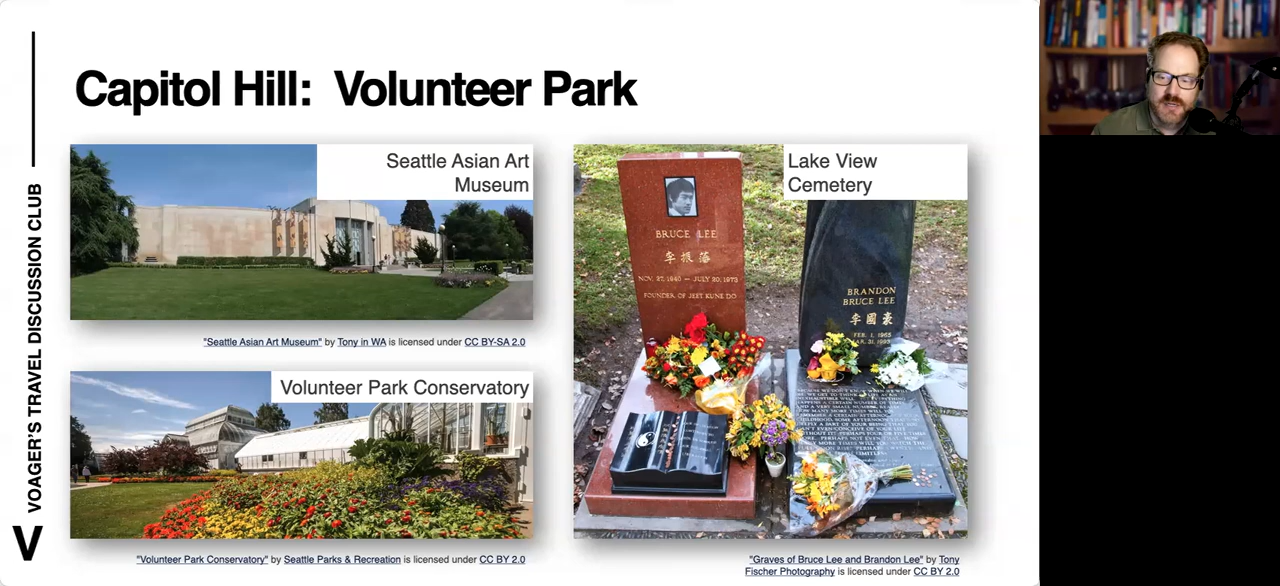 Capitol Hill: Volunteer Park
VOAGER'S TRAVEL DISCUSSION CLUB
V
Seattle Asian Art
Museum
"Seattle Asian Art Museum" by Tony in WA is licensed under CC BY-SA 2.0
Volunteer Park Conservatory
"Volunteer Park Conservatory" by Seattle Parks & Recreation is licensed under CC BY 2.0
Lake View
Cemetery
BRUCE LEE
李振藩
NOV. 27, 1940 — JULY 20, 1973
FOUNDER OF JEET KUNE DO
BRANDON
BRUCE LEE
李國豪
FEB. 1, 1965
"Graves of Bruce Lee and Brandon Lee" by Tony
Fischer Photography is licensed under CC BY 2.0